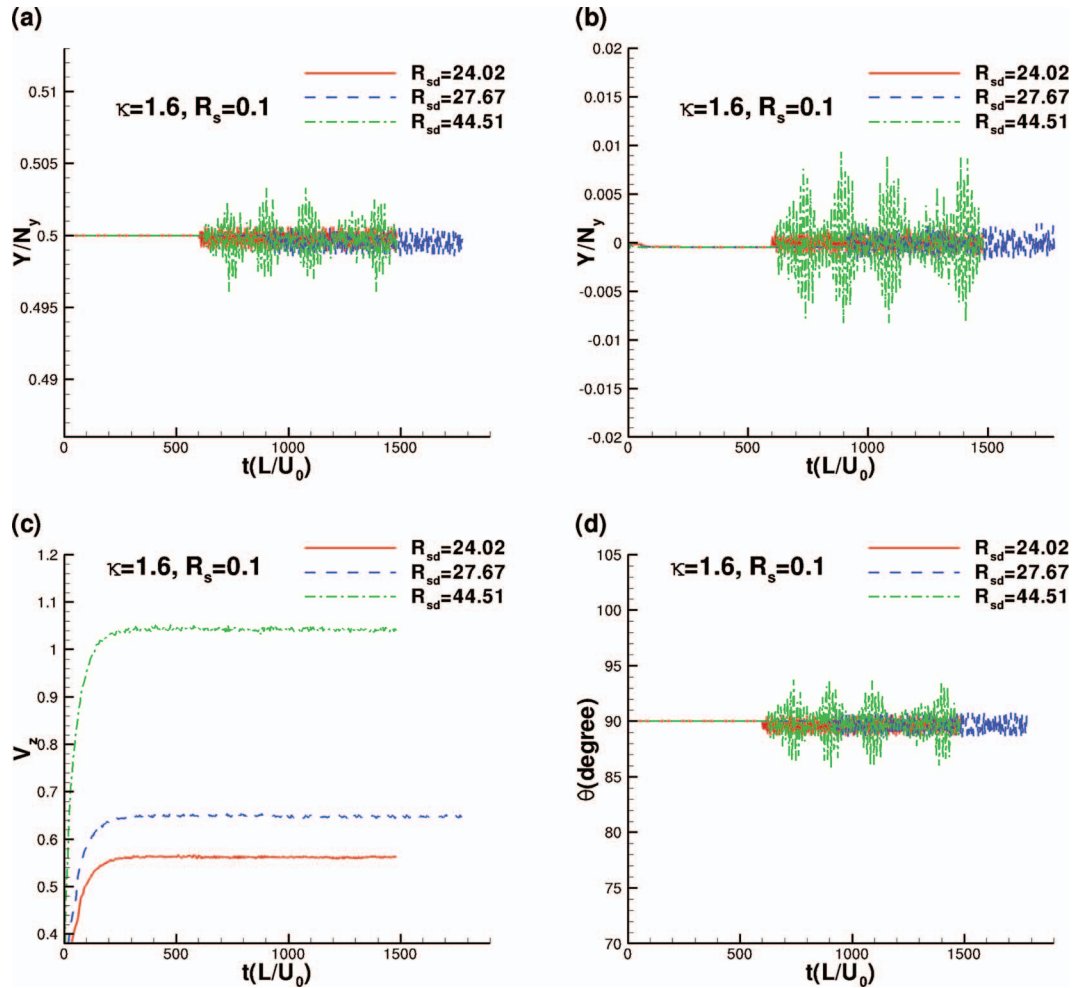 (a)
κ=1.6, R_s=0.1
R_sd=24.02
R_sd=27.67
R_sd=44.51
Y/N_y
0.51
0.505
0.5
0.495
0.49
0
500
1000
1500
t(L/U_0)
(b)
κ=1.6, R_s=0.1
R_sd=24.02
R_sd=27.67
R_sd=44.51
Y/N_y
0.02
0.015
0.01
0.005
0
-0.005
-0.01
-0.015
-0.02
0
500
1000
1500
t(L/U_0)
(c)
κ=1.6, R_s=0.1
R_sd=24.02
R_sd=27.67
R_sd=44.51
V_z
1.2
1.1
1
0.9
0.8
0.7
0.6
0.5
0.4
0
500
1000
1500
t(L/U_0)
(d)
κ=1.6, R_s=0.1
R_sd=24.02
R_sd=27.67
R_sd=44.51
θ(degree)
105
100
95
90
85
80
75
70
0
500
1000
1500
t(L/U_0)